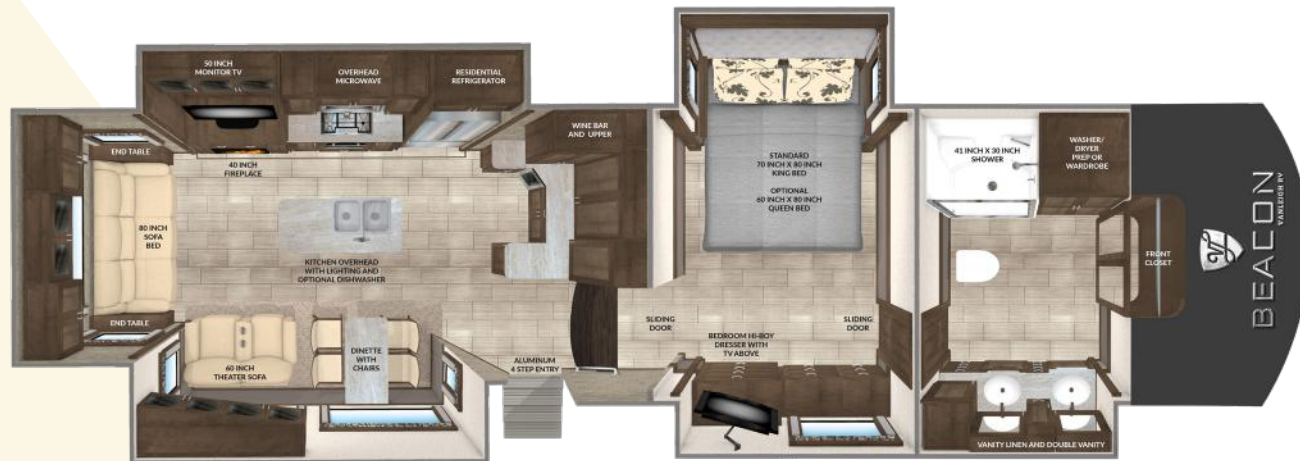 50 INCH
MONITOR TV
OVERHEAD
MICROWAVE
RESIDENTIAL
REFRIGERATOR
WINE BAR
AND UPPER
END TABLE
40 INCH
FIREPLACE
80 INCH
SOFA
BED
KITCHEN OVERHEAD
WITH LIGHTING AND
OPTIONAL DISHWASHER
END TABLE
60 INCH
THEATER SOFA
DINETTE
WITH
CHAIRS
ALUMINUM
4 STEP ENTRY
STANDARD
70 INCH X 80 INCH
KING BED
OPTIONAL
60 INCH X 80 INCH
QUEEN BED
SLIDING
DOOR
SLIDING
DOOR
BEDROOM HI-BOY
DRESSER WITH
TV ABOVE
41 INCH X 30 INCH
SHOWER
WASHER/
DRYER
PREP OR
WARDROBE
FRONT
CLOSET
VANITY LINEN AND DOUBLE VANITY
BEACON
VANLEIGH RV